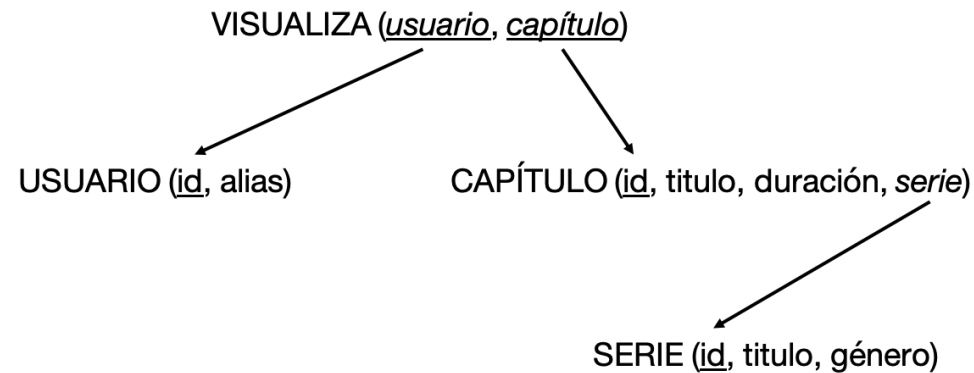 VISUALIZA (usuario, capítulo)
USUARIO (id, alias)
CAPÍTULO (id, titulo, duración, serie)
SERIE (id, titulo, género)